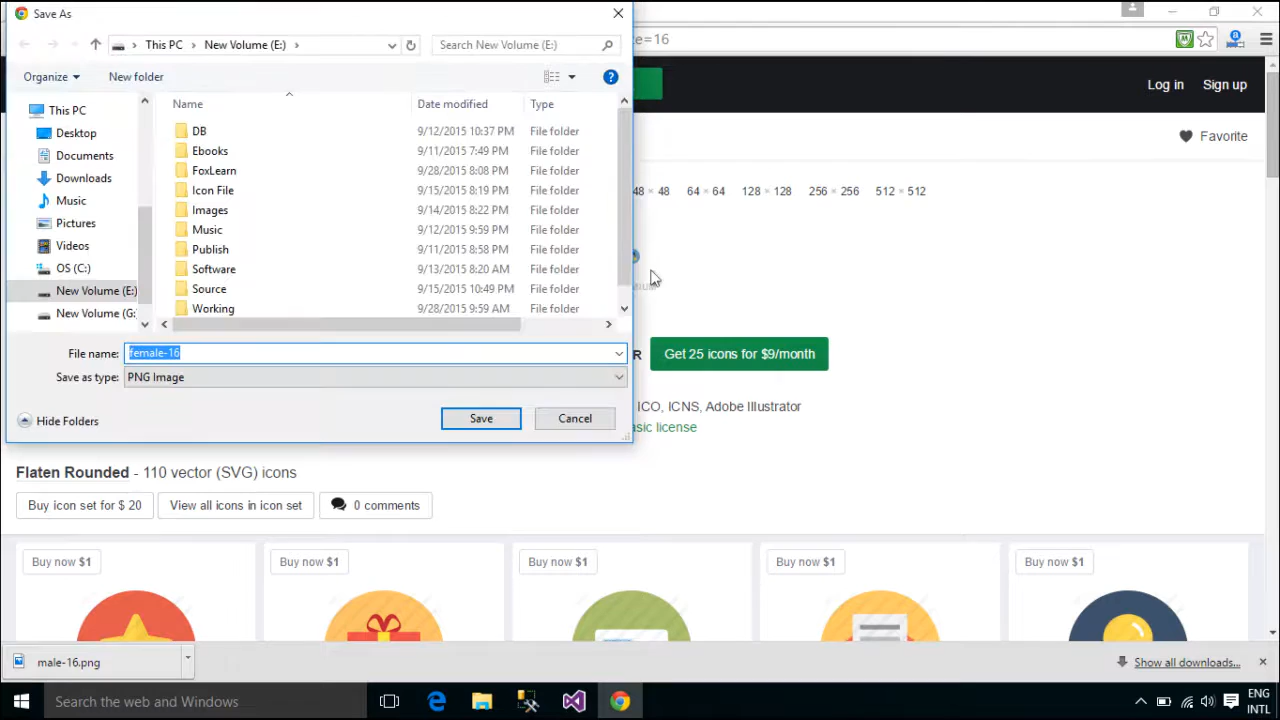 Save As
This PC
New Volume (E:)
Search New Volume (E:)
e=16
Organize
New folder
Log in
Sign up
Name
Date modified
Type
This PC
Desktop
Documents
Downloads
Music
Pictures
Videos
OS (C:)
New Volume (E:)
New Volume (G:
DB 9/12/2015 10:37 PM File folder
Ebooks 9/11/2015 7:49 PM File folder
FoxLearn 9/28/2015 8:08 PM File folder
Icon File 9/15/2015 8:19 PM File folder
Images 9/14/2015 8:22 PM File folder
Music 9/12/2015 9:59 PM File folder
Publish 9/11/2015 8:58 PM File folder
Software 9/13/2015 8:20 AM File folder
Source 9/15/2015 10:49 PM File folder
Working 9/28/2015 9:59 AM File folder
Favorite
48 × 48 64 × 64 128 × 128 256 × 256 512 × 512
File name: female-16
Save as type: PNG Image
Hide Folders
Save
Cancel
R
Get 25 icons for $9/month
ICO, ICNS, Adobe Illustrator
asic license
Flaten Rounded - 110 vector (SVG) icons
Buy icon set for $ 20
View all icons in icon set
0 comments
Buy now $1
Buy now $1
Buy now $1
Buy now $1
Buy now $1
male-16.png
Show all downloads...
Search the web and Windows
ENG
INTL